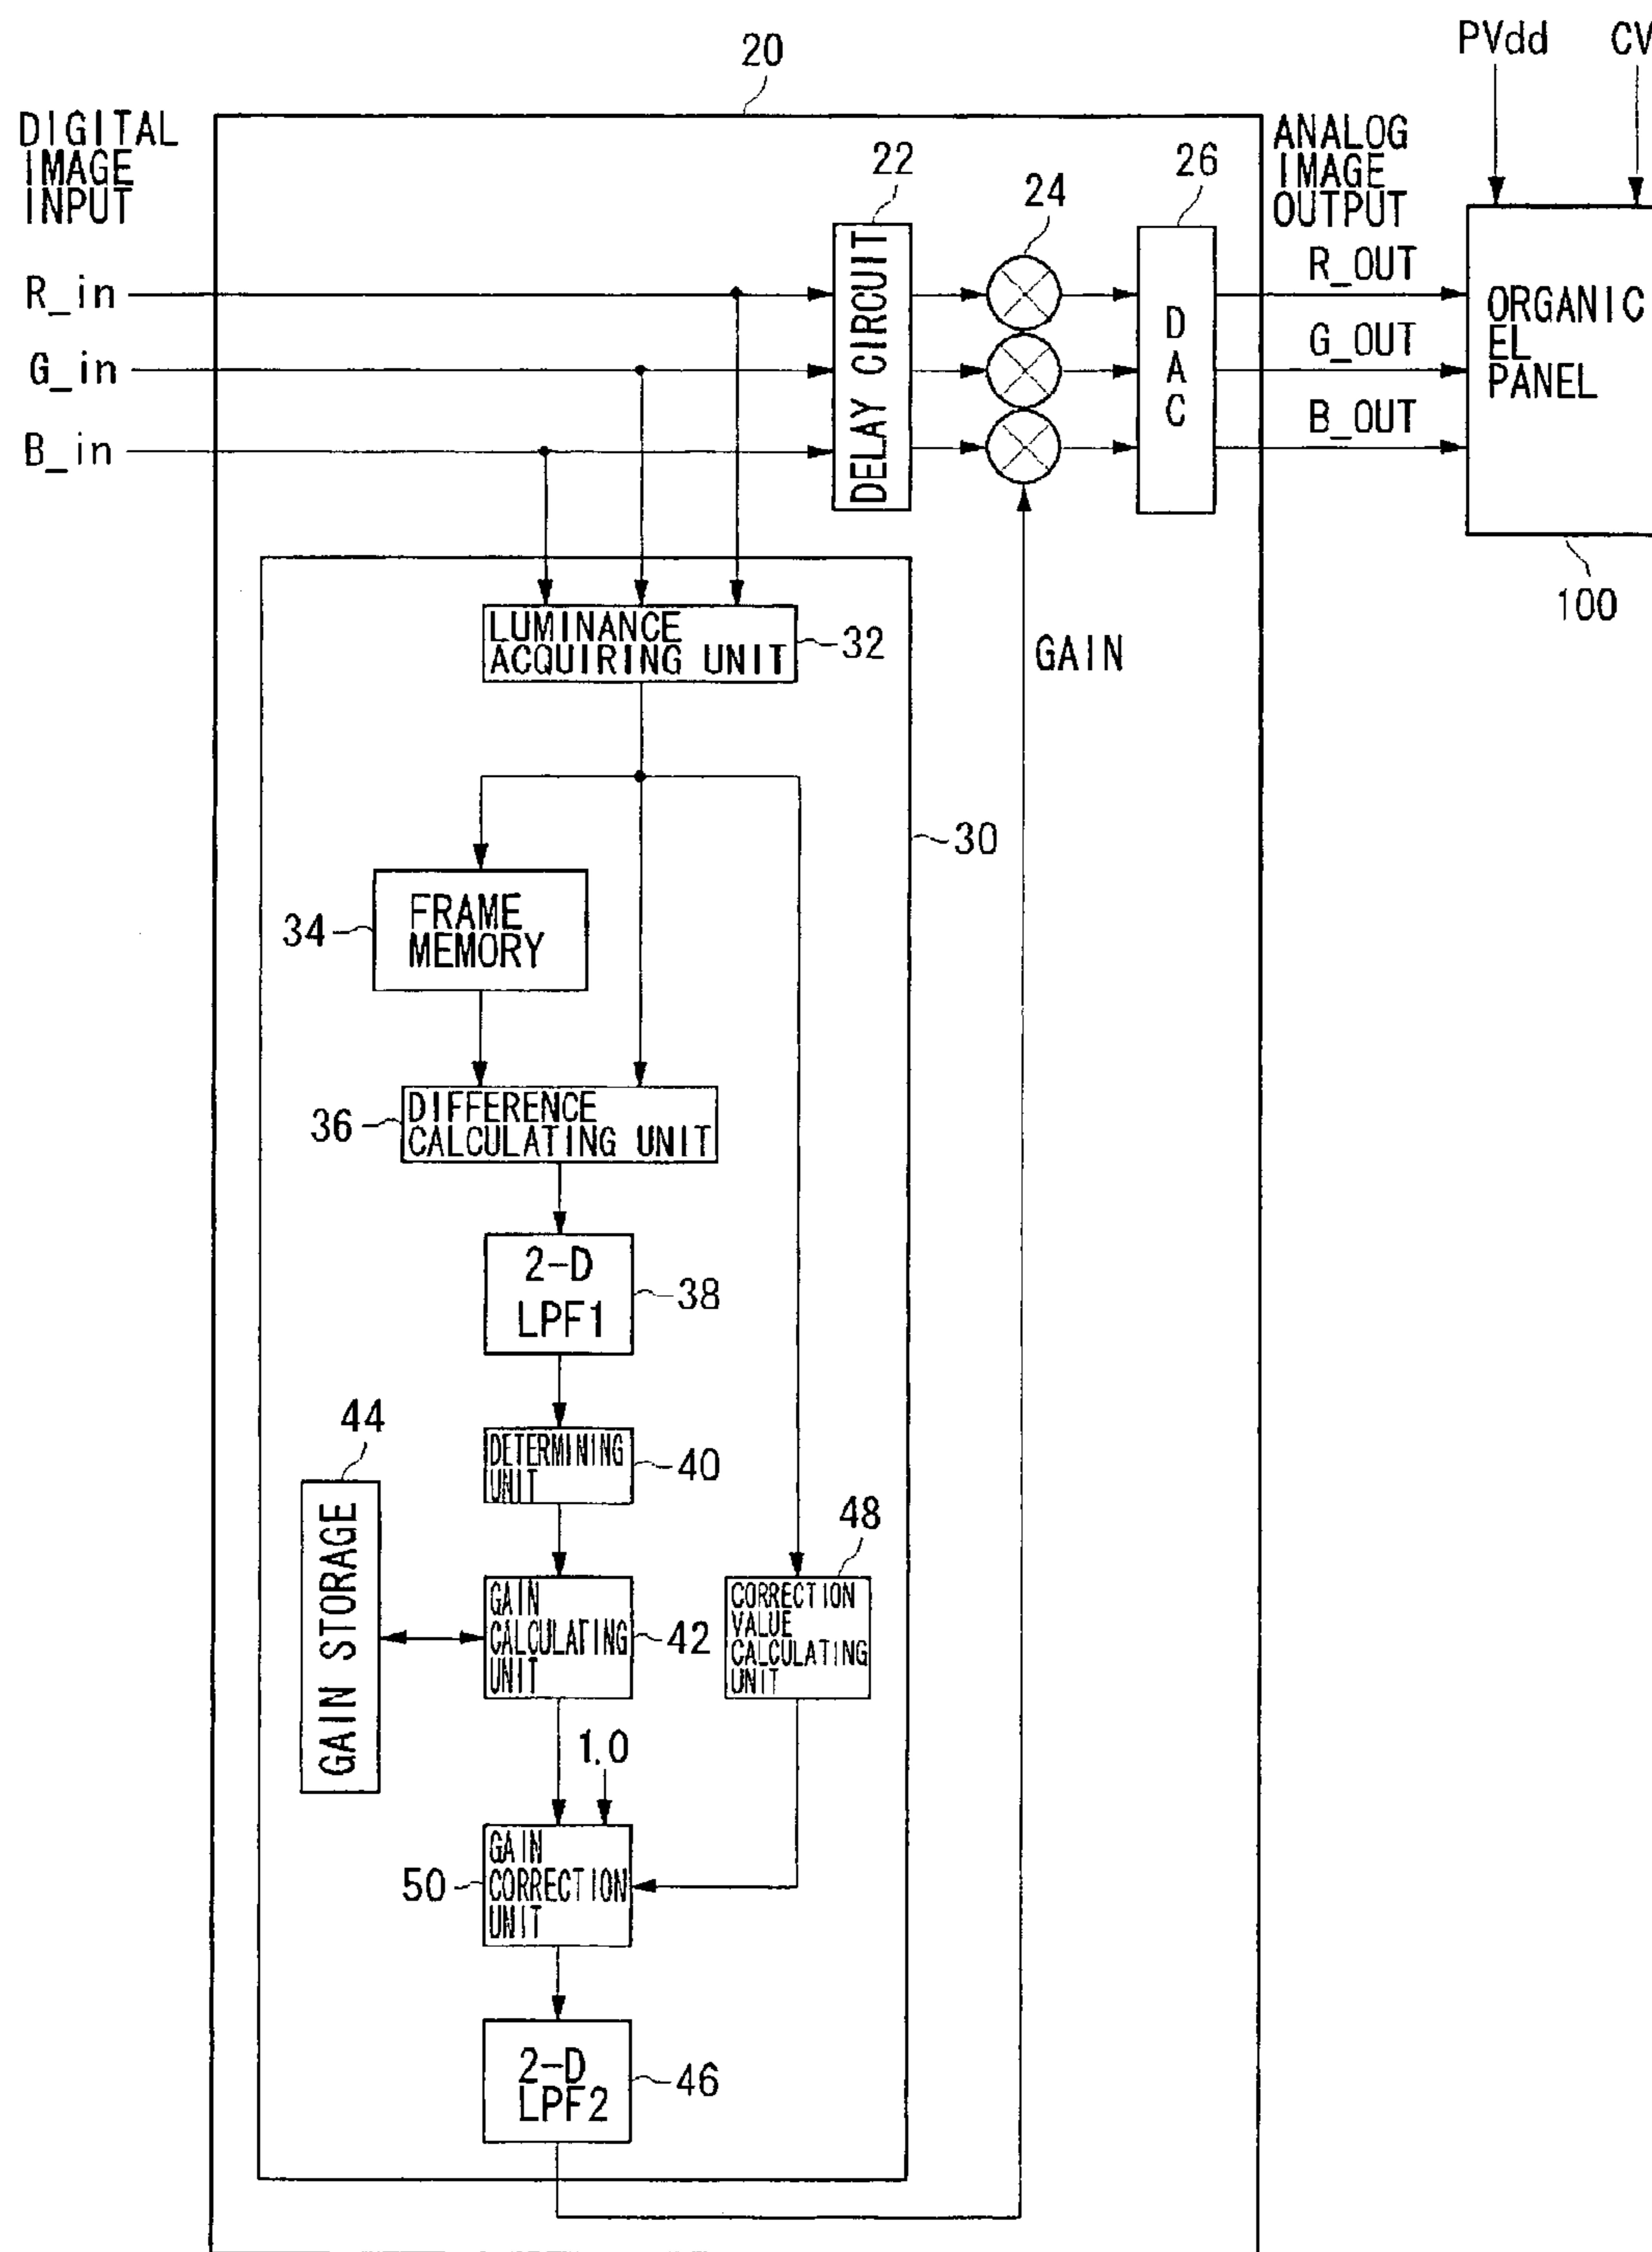 20
PVdd
CV
DIGITAL
IMAGE
INPUT
22
24
26
ANALOG
IMAGE
OUTPUT
R_in
G_in
B_in
DELAY CIRCUIT
D
A
C
R_OUT
G_OUT
B_OUT
ORGANIC
EL
PANEL
100
LUMINANCE
ACQUIRING UNIT
32
GAIN
30
34
FRAME
MEMORY
36
DIFFERENCE
CALCULATING UNIT
2-D
LPF1
38
44
DETERMINING
UNIT
40
GAIN STORAGE
GAIN
CALCULATING
UNIT
42
48
CORRECTION
VALUE
CALCULATING
UNIT
1.0
50
GAIN
CORRECTION
UNIT
2-D
LPF2
46